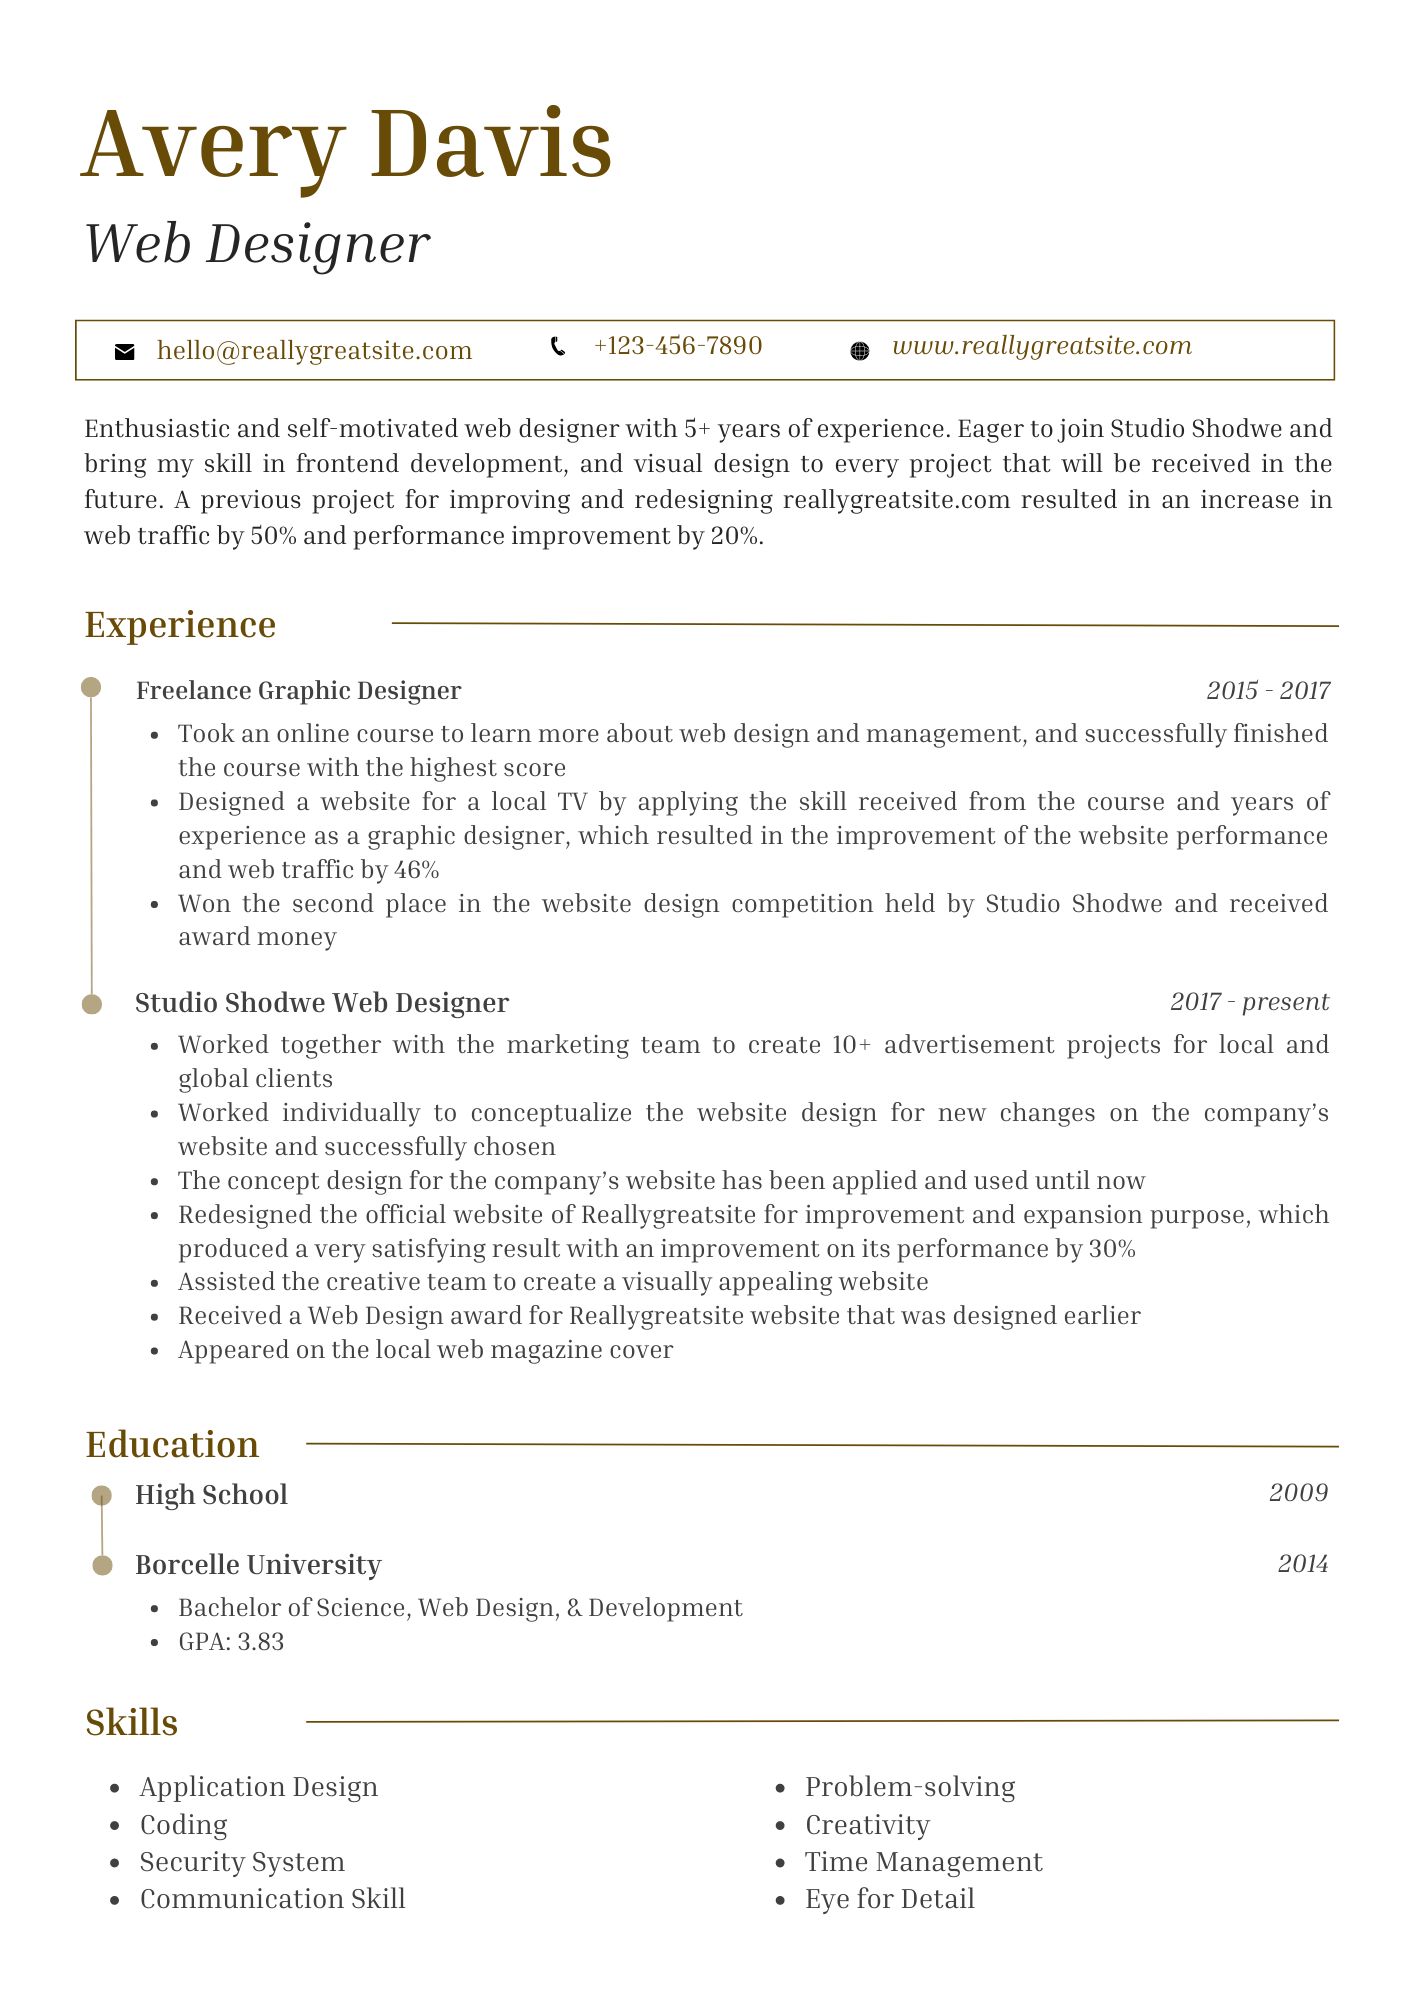 Avery Davis
Web Designer
hello@reallygreatsite.com +123-456-7890 www.reallygreatsite.com
Enthusiastic and self-motivated web designer with 5+ years of experience. Eager to join Studio Shodwe and
bring my skill in frontend development, and visual design to every project that will be received in the
future. A previous project for improving and redesigning reallygreatsite.com resulted in an increase in
web traffic by 50% and performance improvement by 20%.
Experience
Freelance Graphic Designer 2015 - 2017
• Took an online course to learn more about web design and management, and successfully finished
the course with the highest score
• Designed a website for a local TV by applying the skill received from the course and years of
experience as a graphic designer, which resulted in the improvement of the website performance
and web traffic by 46%
• Won the second place in the website design competition held by Studio Shodwe and received
award money
Studio Shodwe Web Designer 2017 - present
• Worked together with the marketing team to create 10+ advertisement projects for local and
global clients
• Worked individually to conceptualize the website design for new changes on the company’s
website and successfully chosen
• The concept design for the company’s website has been applied and used until now
• Redesigned the official website of Reallygreatsite for improvement and expansion purpose, which
produced a very satisfying result with an improvement on its performance by 30%
• Assisted the creative team to create a visually appealing website
• Received a Web Design award for Reallygreatsite website that was designed earlier
• Appeared on the local web magazine cover
Education
High School 2009
Borcelle University 2014
• Bachelor of Science, Web Design, & Development
• GPA: 3.83
Skills
• Application Design
• Coding
• Security System
• Communication Skill
• Problem-solving
• Creativity
• Time Management
• Eye for Detail